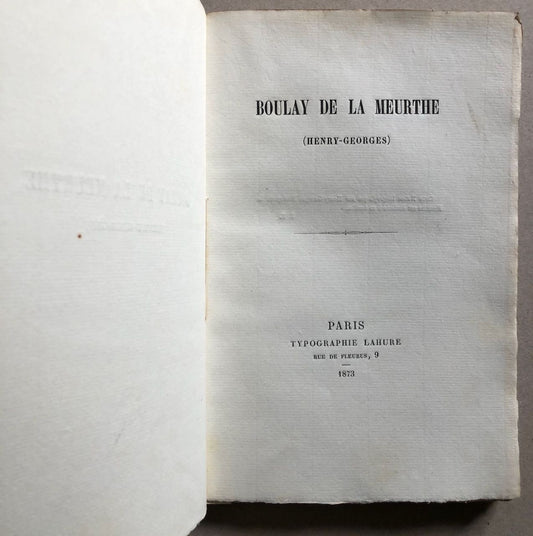 BOULAY DE LA MEURTHE
(HENRY-GEORGES)
PARIS
TYPOGRAPHIE LAHURE
RUE DE FLEURUS, 9
1873